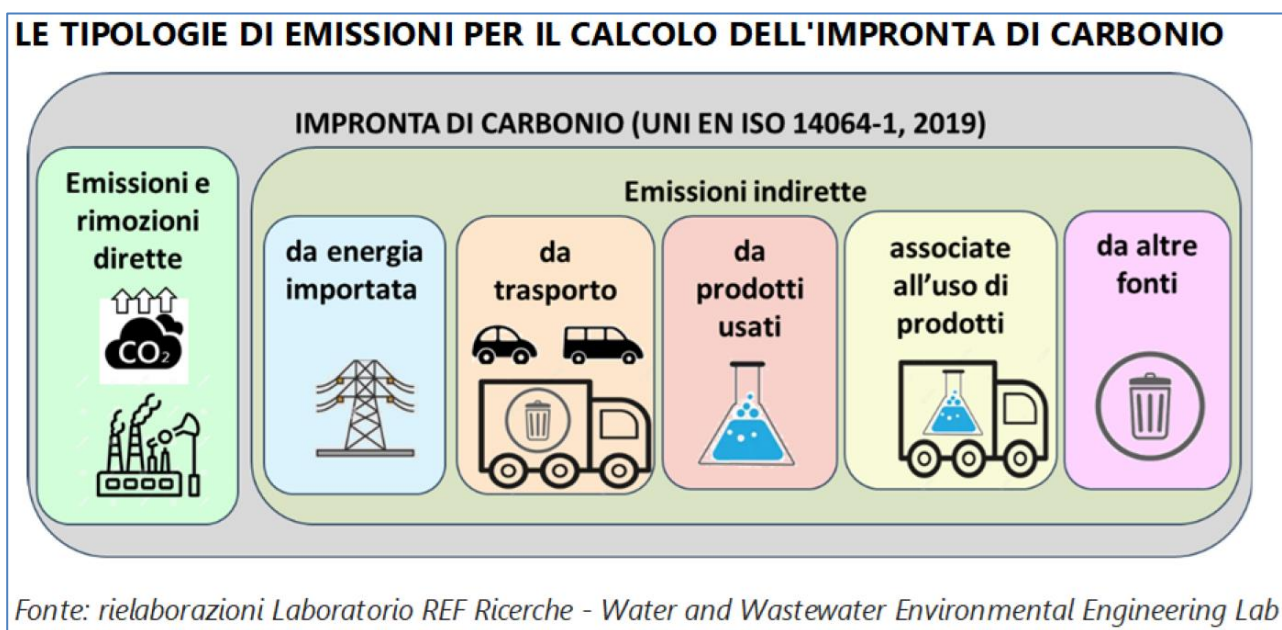 LE TIPOLOGIE DI EMISSIONI PER IL CALCOLO DELL'IMPRONTA DI CARBONIO
IMPRONTA DI CARBONIO (UNI EN ISO 14064-1, 2019)
Emissioni e
rimozioni
dirette
CO2
Emissioni indirette
da energia
importata
da
trasporto
da
prodotti
usati
associate
all’uso di
prodotti
da altre
fonti
Fonte: rielaborazioni Laboratorio REF Ricerche - Water and Wastewater Environmental Engineering Lab